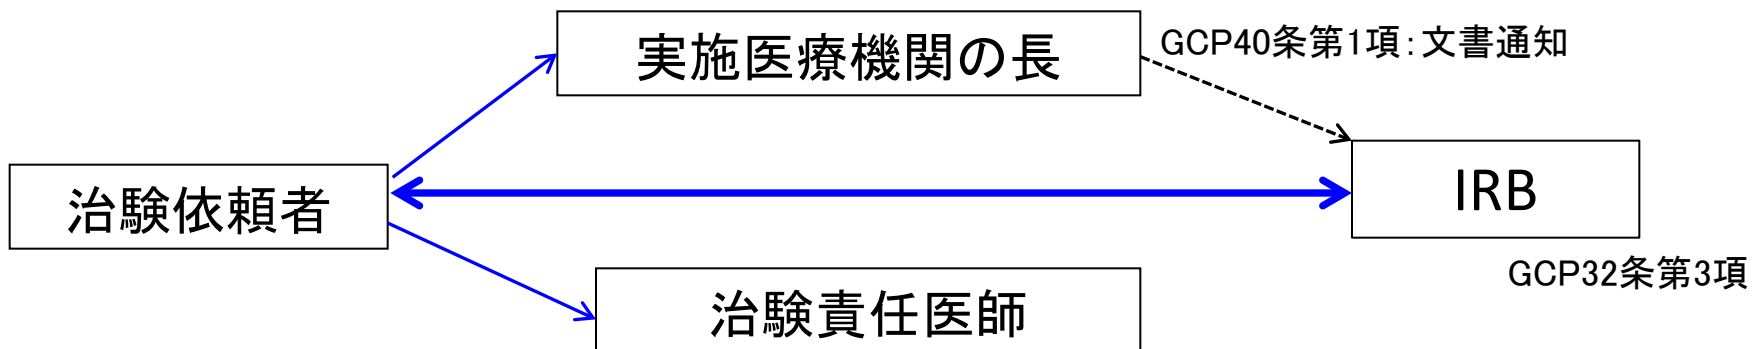 実施医療機関の長
GCP40条第1項：文書通知
治験依頼者
IRB
GCP32条第3項
治験責任医師